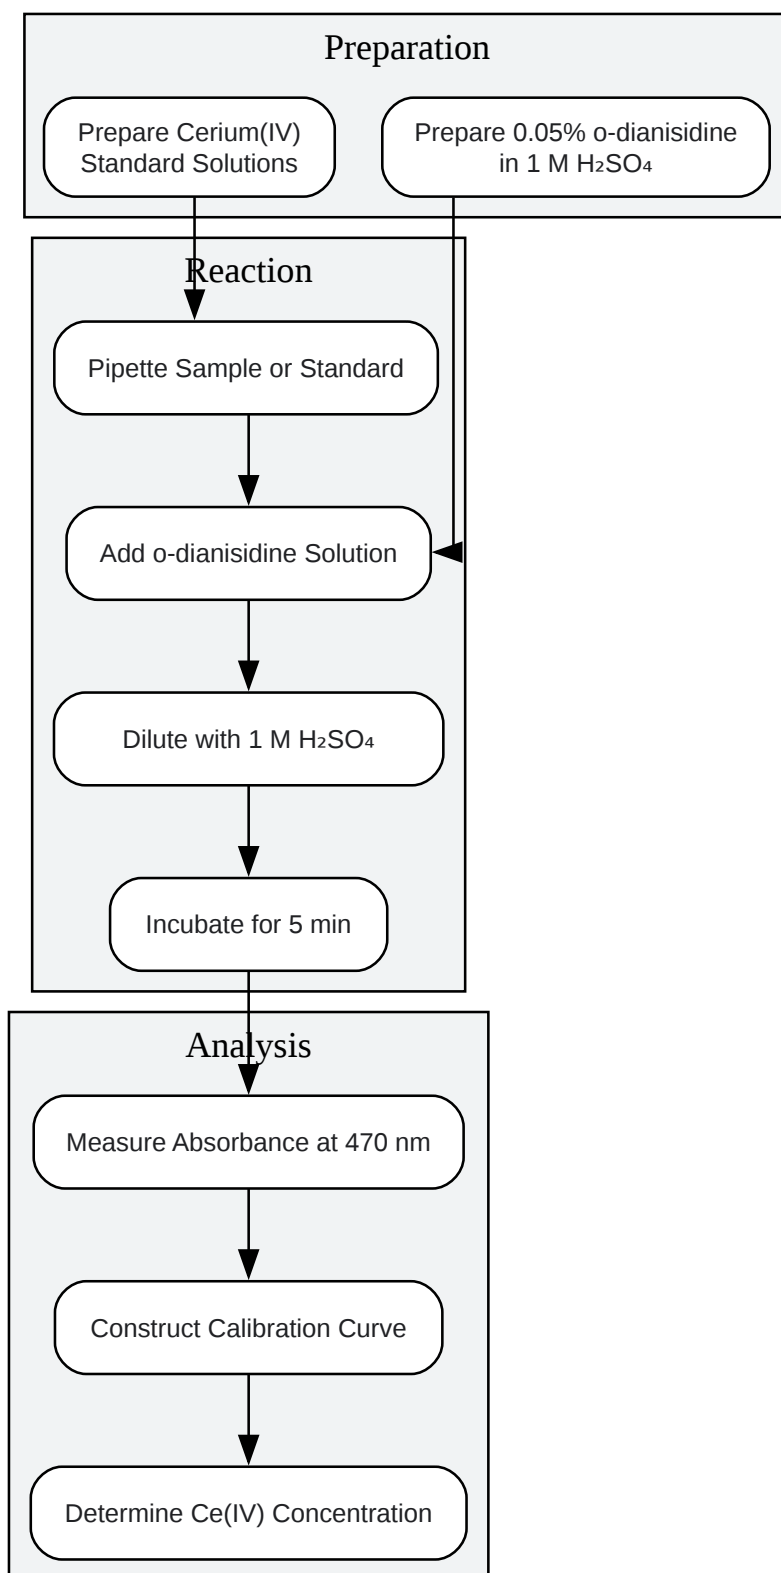 Preparation
Prepare Cerium(IV)
Standard Solutions
Prepare 0.05% o-dianisidine
in 1 M H₂SO₄
Reaction
Pipette Sample or Standard
Add o-dianisidine Solution
Dilute with 1 M H₂SO₄
Incubate for 5 min
Analysis
Measure Absorbance at 470 nm
Construct Calibration Curve
Determine Ce(IV) Concentration